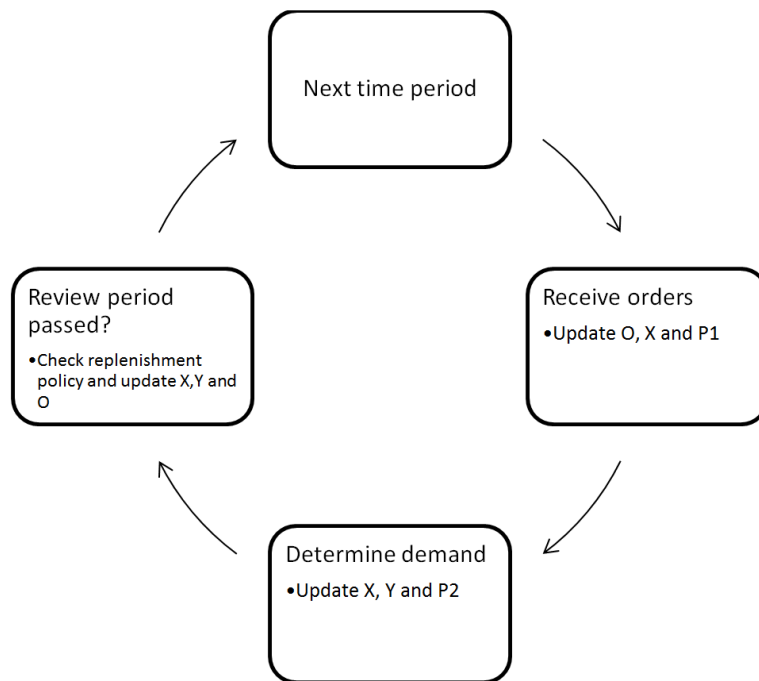 Next time period
Receive orders
•Update O, X and P1
Determine demand
•Update X, Y and P2
Review period
passed?
•Check replenishment
policy and update X,Y and
O